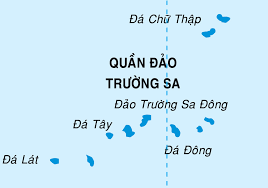 Đá Chữ Thập
QUẦN ĐẢO
TRƯỜNG SA
Đảo Trường Sa Đông
Đá Tây
Đá Đông
Đá Lát